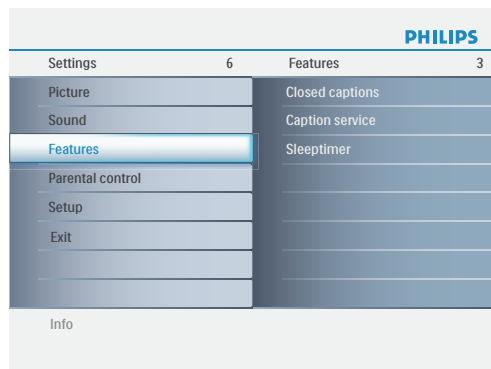 PHILIPS
Settings 6 Features 3
Picture Closed captions
Sound Caption service
Features Sleeptimer
Parental control
Setup
Exit
Info